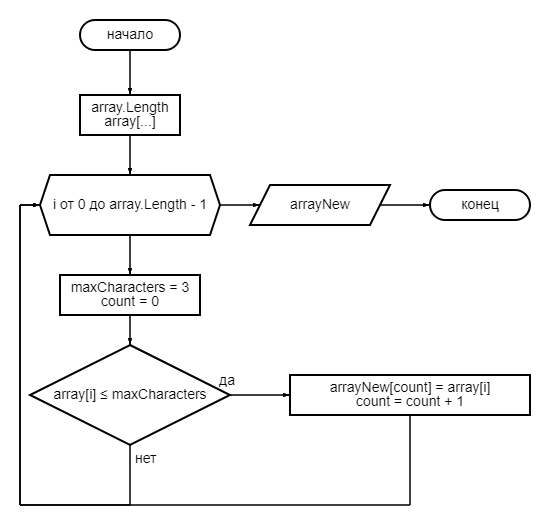 начало
array.Length
array[...]
i от 0 до array.Length - 1
arrayNew
конец
maxCharacters = 3
count = 0
array[i] ≤ maxCharacters
да
arrayNew[count] = array[i]
count = count + 1
нет